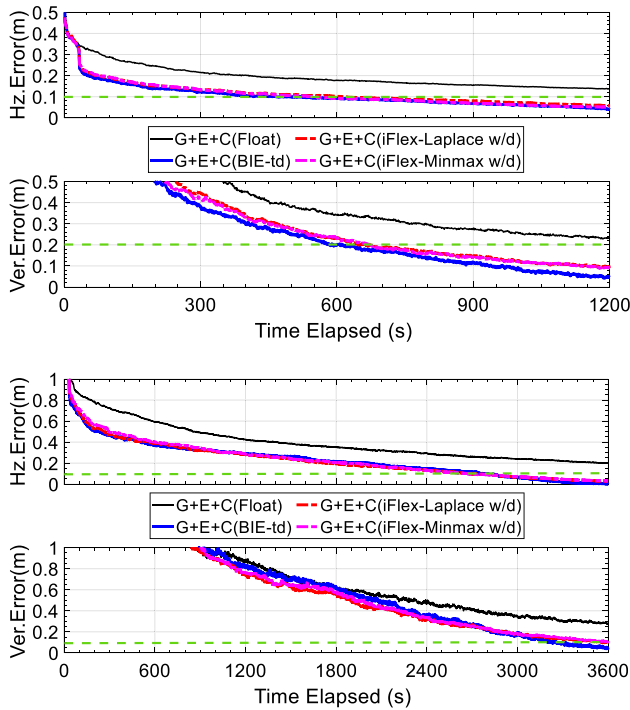 Hz.Error(m)
0.5
0.4
0.3
0.2
0.1
0
G+E+C(Float)
G+E+C(iFlex-Laplace w/d)
G+E+C(BIE-td)
G+E+C(iFlex-Minmax w/d)
Ver.Error(m)
0.5
0.4
0.3
0.2
0.1
0
0 300 600 900 1200
Time Elapsed (s)
Hz.Error(m)
1
0.8
0.6
0.4
0.2
0
G+E+C(Float)
G+E+C(iFlex-Laplace w/d)
G+E+C(BIE-td)
G+E+C(iFlex-Minmax w/d)
Ver.Error(m)
1
0.8
0.6
0.4
0.2
0
0 600 1200 1800 2400 3000 3600
Time Elapsed (s)